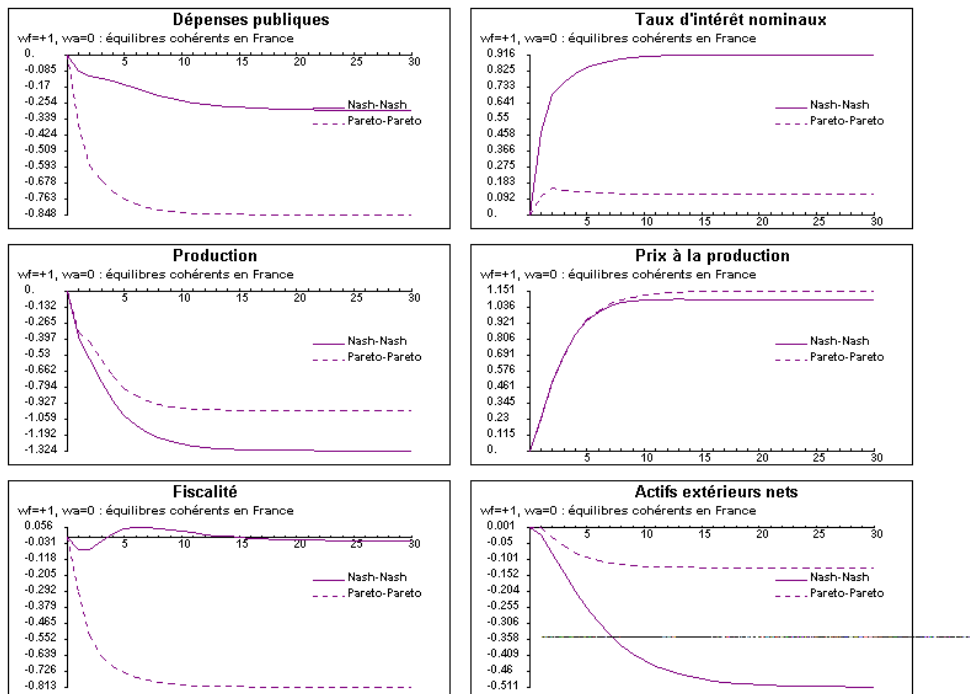 Dépenses publiques
wf=+1, wa=0 : équilibres cohérents en France
0.
-0.085
-0.17
-0.254
-0.339
-0.424
-0.509
-0.593
-0.678
-0.763
-0.848
5 10 15 20 25 30
Nash-Nash
Pareto-Pareto
Taux d'intérêt nominaux
wf=+1, wa=0 : équilibres cohérents en France
0.916
0.825
0.733
0.641
0.55
0.458
0.366
0.275
0.183
0.092
0.
5 10 15 20 25 30
Nash-Nash
Pareto-Pareto
Production
wf=+1, wa=0 : équilibres cohérents en France
0.
-0.132
-0.265
-0.397
-0.53
-0.662
-0.794
-0.927
-1.059
-1.192
-1.324
5 10 15 20 25 30
Nash-Nash
Pareto-Pareto
Prix à la production
wf=+1, wa=0 : équilibres cohérents en France
1.151
1.036
0.921
0.806
0.691
0.576
0.461
0.345
0.23
0.115
0.
5 10 15 20 25 30
Nash-Nash
Pareto-Pareto
Fiscalité
wf=+1, wa=0 : équilibres cohérents en France
0.056
-0.031
-0.118
-0.205
-0.292
-0.379
-0.465
-0.552
-0.639
-0.726
-0.813
5 10 15 20 25 30
Nash-Nash
Pareto-Pareto
Actifs extérieurs nets
wf=+1, wa=0 : équilibres cohérents en France
0.001
-0.05
-0.101
-0.152
-0.204
-0.255
-0.306
-0.358
-0.409
-0.46
-0.511
5 10 15 20 25 30
Nash-Nash
Pareto-Pareto